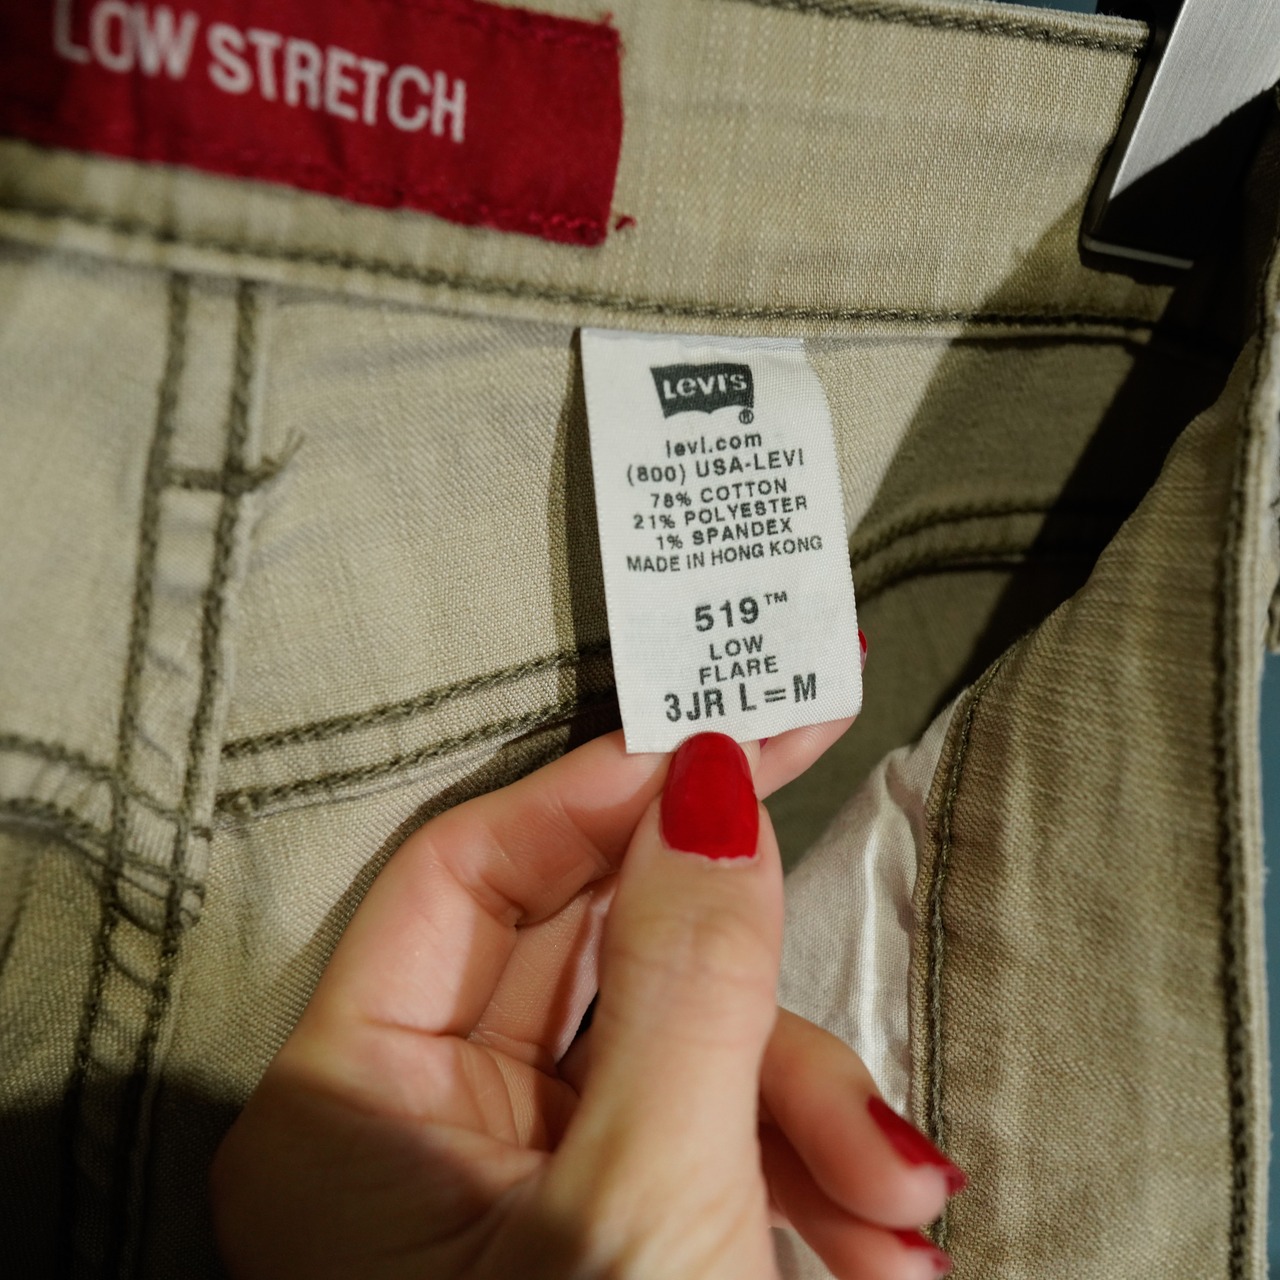 LOW STRETCH
LEVI'S
®
levi.com
(800) USA-LEVI
78% COTTON
21% POLYESTER
1% SPANDEX
MADE IN HONG KONG
519™
LOW
FLARE
3JR L=M